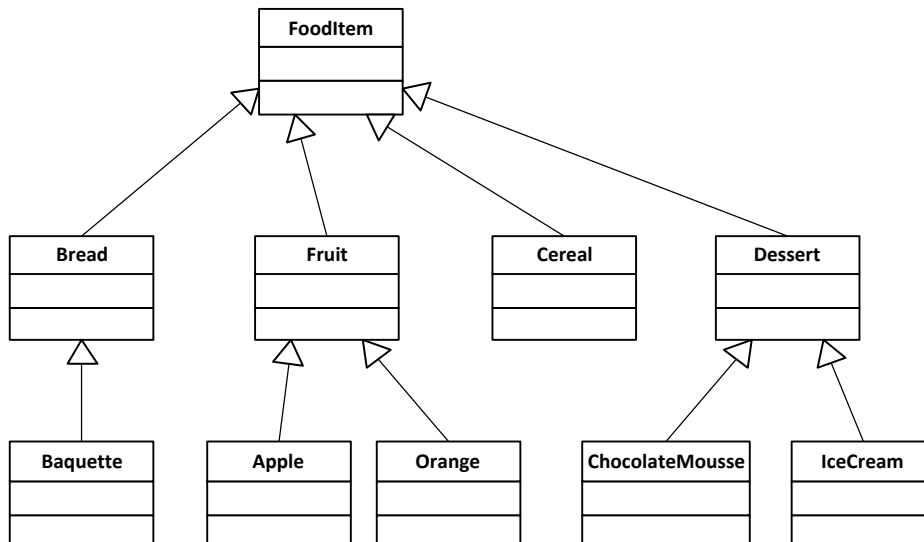 FoodItem
Bread
Fruit
Cereal
Dessert
Baquette
Apple
Orange
ChocolateMousse
IceCream